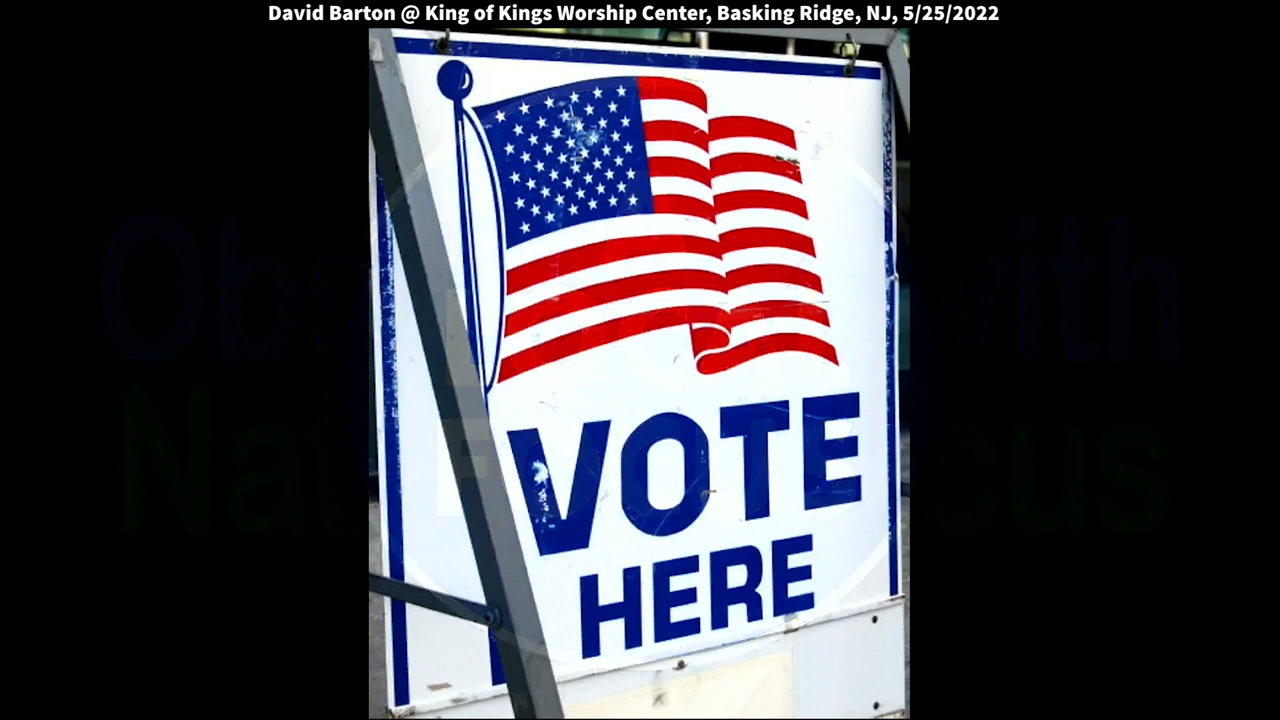 David Barton @ King of Kings Worship Center, Basking Ridge, NJ, 5/25/2022
VOTE
HERE